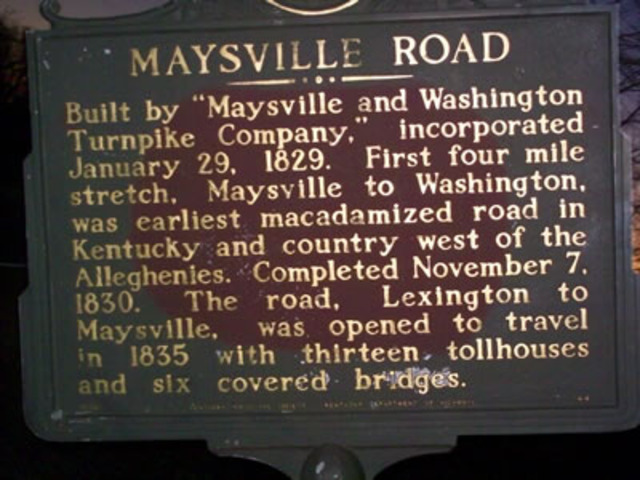 MAYSVILLE ROAD
Built by "Maysville and Washington
Turnpike Company," incorporated
January 29, 1829. First four mile
stretch, Maysville to Washington,
was earliest macadamized road in
Kentucky and country west of the
Alleghenies. Completed November 7,
1830. The road, Lexington to
Maysville, was opened to travel
in 1835 with thirteen tollhouses
and six covered bridges.